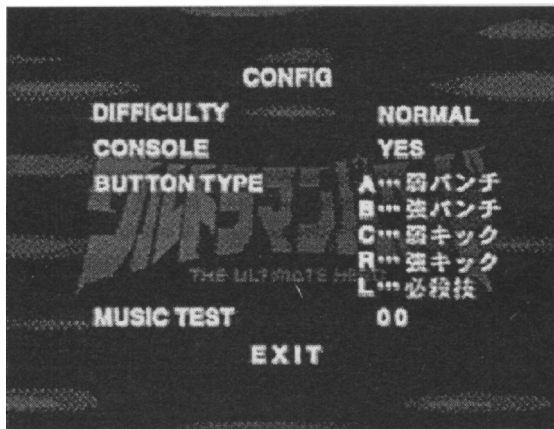 CONFIG
DIFFICULTY NORMAL
CONSOLE YES
BUTTON TYPE A…弱パンチ
B…強パンチ
C…弱キック
R…強キック
L…必殺技
THE ULTIMATE HERO
MUSIC TEST 00
EXIT